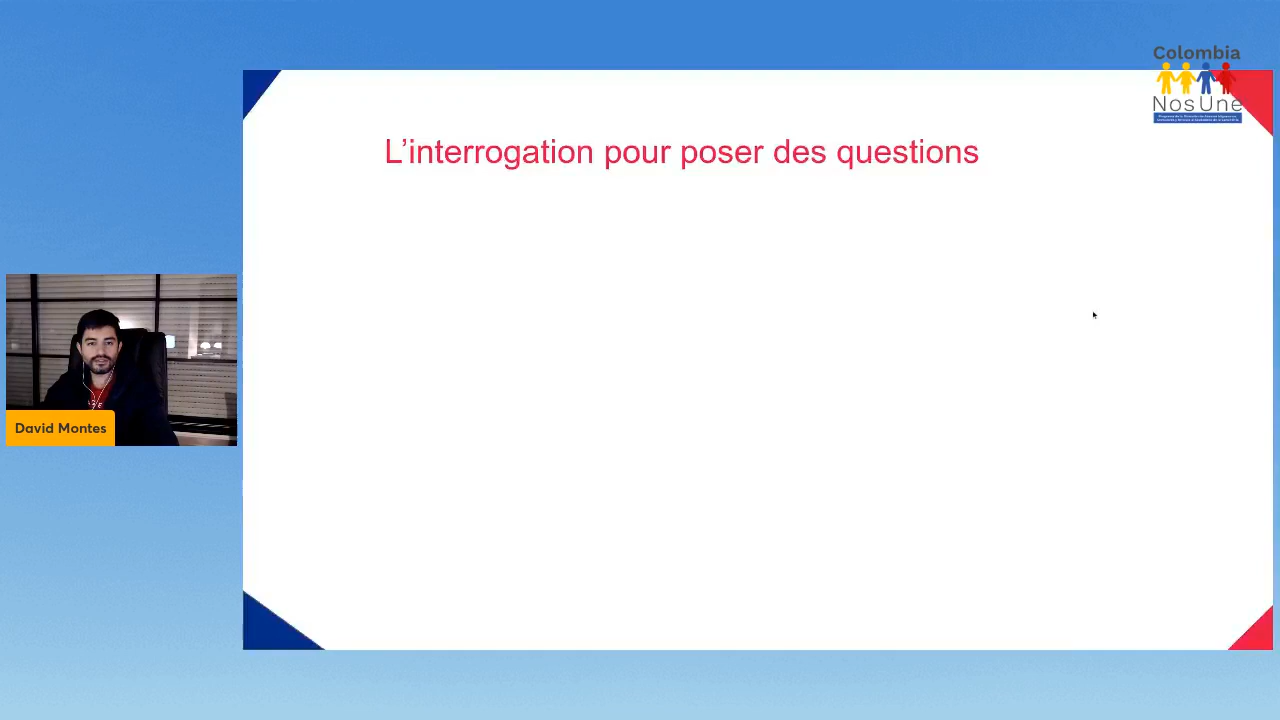 Colombia
NosUne
L'interrogation pour poser des questions
David Montes